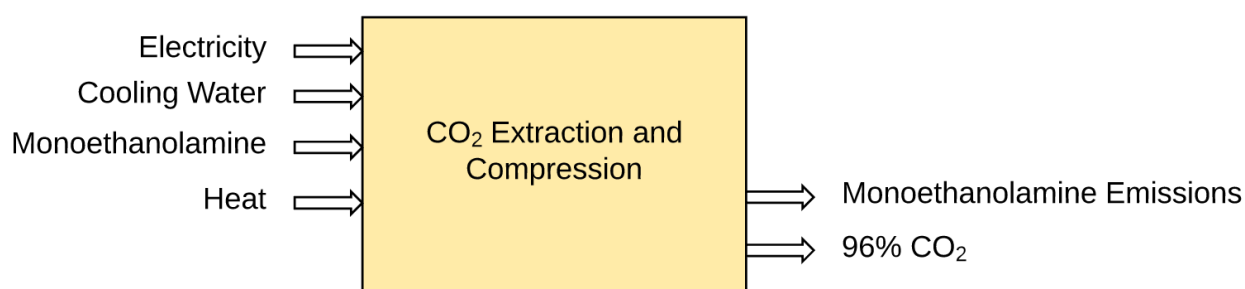 Electricity
Cooling Water
Monoethanolamine
Heat
CO₂ Extraction and
Compression
Monoethanolamine Emissions
96% CO₂